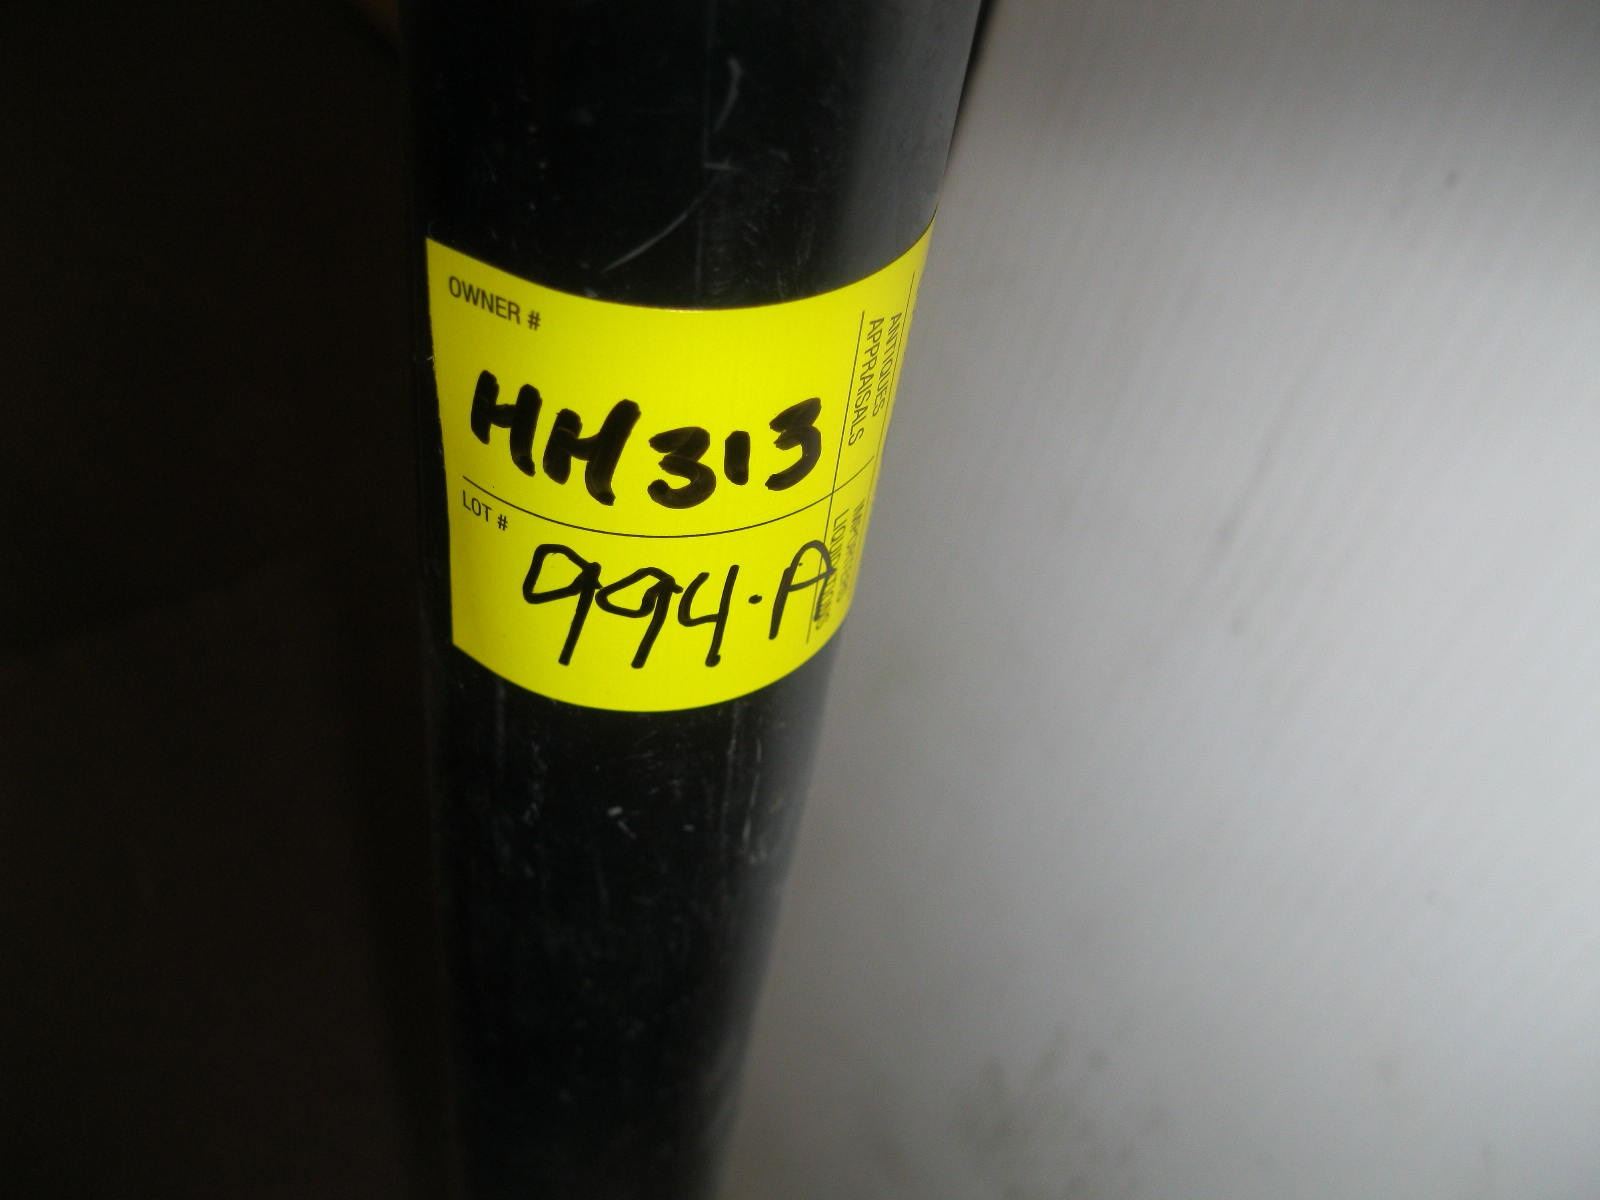 OWNER #
HH313
LOT #
994-A
ANTIQUES
APPRAISALS